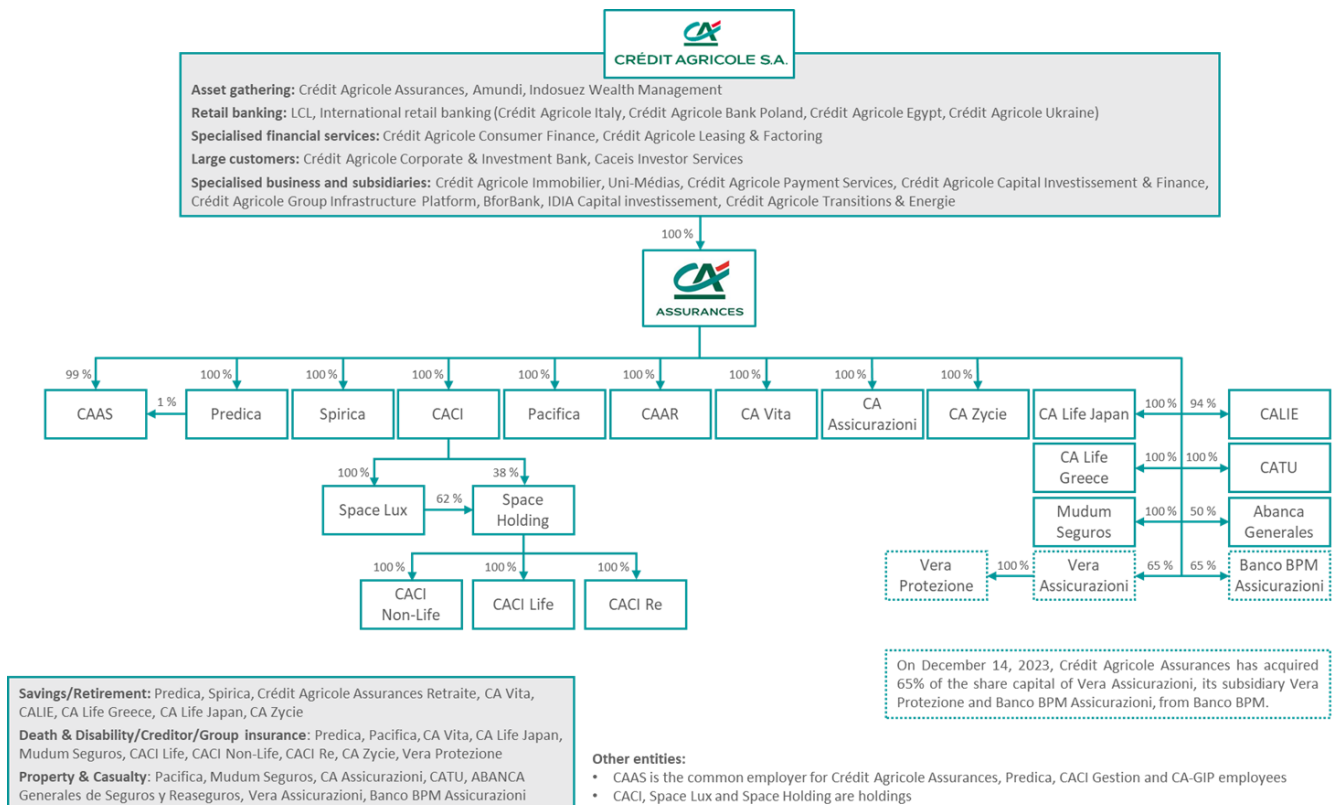 CA
CRÉDIT AGRICOLE S.A.
Asset gathering: Crédit Agricole Assurances, Amundi, Indosuez Wealth Management
Retail banking: LCL, International retail banking (Crédit Agricole Italy, Crédit Agricole Bank Poland, Crédit Agricole Egypt, Crédit Agricole Ukraine)
Specialised financial services: Crédit Agricole Consumer Finance, Crédit Agricole Leasing & Factoring
Large customers: Crédit Agricole Corporate & Investment Bank, Caceis Investor Services
Specialised business and subsidiaries: Crédit Agricole Immobilier, Uni-Médias, Crédit Agricole Payment Services, Crédit Agricole Capital Investissement & Finance,
Crédit Agricole Group Infrastructure Platform, BforBank, IDIA Capital investissement, Crédit Agricole Transitions & Energie
100 %
CA
ASSURANCES
99 % 100 % 100 % 100 % 100 % 100 % 100 % 100 % 100 %
CAAS
1 %
Predica
Spirica
CACI
Pacifica
CAAR
CA Vita
CA
Assicurazioni
CA Zycie
CA Life Japan
100 % 94 %
CALIE
CA Life
Greece
100 % 100 %
CATU
Mudum
Seguros
100 % 50 %
Abanca
Generales
Vera
Protezione
100 %
Vera
Assicurazioni
65 % 65 %
Banco BPM
Assicurazioni
100 % 38 %
Space Lux
62 %
Space
Holding
100 % 100 % 100 %
CACI
Non-Life
CACI Life
CACI Re
On December 14, 2023, Crédit Agricole Assurances has acquired
65% of the share capital of Vera Assicurazioni, its subsidiary Vera
Protezione and Banco BPM Assicurazioni, from Banco BPM.
Savings/Retirement: Predica, Spirica, Crédit Agricole Assurances Retraite, CA Vita,
CALIE, CA Life Greece, CA Life Japan, CA Zycie
Death & Disability/Creditor/Group insurance: Predica, Pacifica, CA Vita, CA Life Japan,
Mudum Seguros, CACI Life, CACI Non-Life, CACI Re, CA Zycie, Vera Protezione
Property & Casualty: Pacifica, Mudum Seguros, CA Assicurazioni, CATU, ABANCA
Generales de Seguros y Reaseguros, Vera Assicurazioni, Banco BPM Assicurazioni
Other entities:
• CAAS is the common employer for Crédit Agricole Assurances, Predica, CACI Gestion and CA-GIP employees
• CACI, Space Lux and Space Holding are holdings